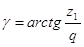 γ = arctg z₁/q